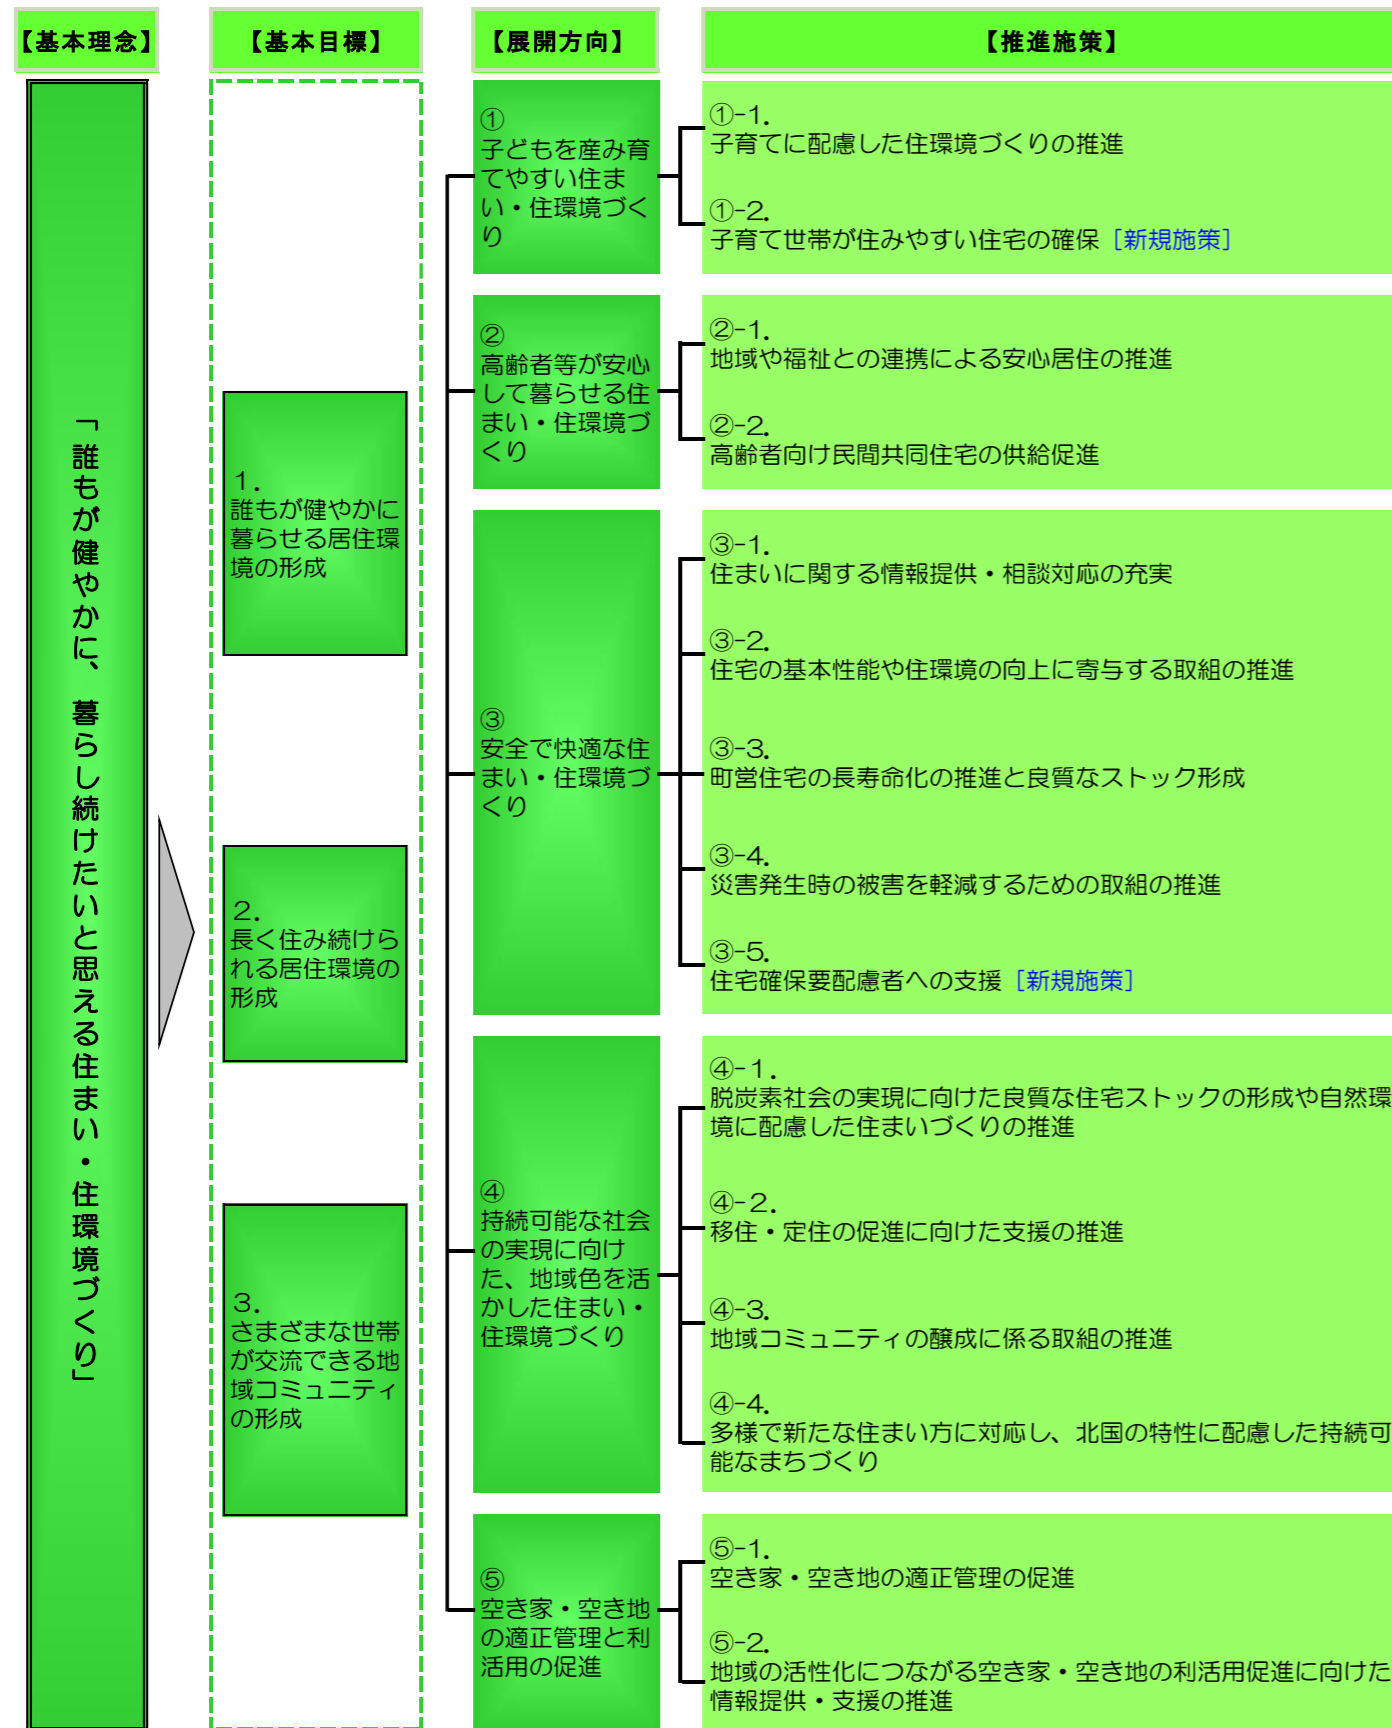 【基本理念】
【基本目標】
【展開方向】
【推進施策】
「誰もが健やかに、暮らし続けたいと思える住まい・住環境づくり」
1.
誰もが健やかに
暮らせる居住環
境の形成
2.
長く住み続けら
れる居住環境の
形成
3.
さまざまな世帯
が交流できる地
域コミュニティ
の形成
①
子どもを産み育
てやすい住ま
い・住環境づく
り
①-1.
子育てに配慮した住環境づくりの推進
①-2.
子育て世帯が住みやすい住宅の確保［新規施策］
②
高齢者等が安心
して暮らせる住
まい・住環境づ
くり
②-1.
地域や福祉との連携による安心居住の推進
②-2.
高齢者向け民間共同住宅の供給促進
③
安全で快適な住
まい・住環境づ
くり
③-1.
住まいに関する情報提供・相談対応の充実
③-2.
住宅の基本性能や住環境の向上に寄与する取組の推進
③-3.
町営住宅の長寿命化の推進と良質なストック形成
③-4.
災害発生時の被害を軽減するための取組の推進
③-5.
住宅確保要配慮者への支援［新規施策］
④
持続可能な社会
の実現に向け
た、地域色を活
かした住まい・
住環境づくり
④-1.
脱炭素社会の実現に向けた良質な住宅ストックの形成や自然環
境に配慮した住まいづくりの推進
④-2.
移住・定住の促進に向けた支援の推進
④-3.
地域コミュニティの醸成に係る取組の推進
④-4.
多様で新たな住まい方に対応し、北国の特性に配慮した持続可
能なまちづくり
⑤
空き家・空き地
の適正管理と利
活用の促進
⑤-1.
空き家・空き地の適正管理の促進
⑤-2.
地域の活性化につながる空き家・空き地の利活用促進に向けた
情報提供・支援の推進